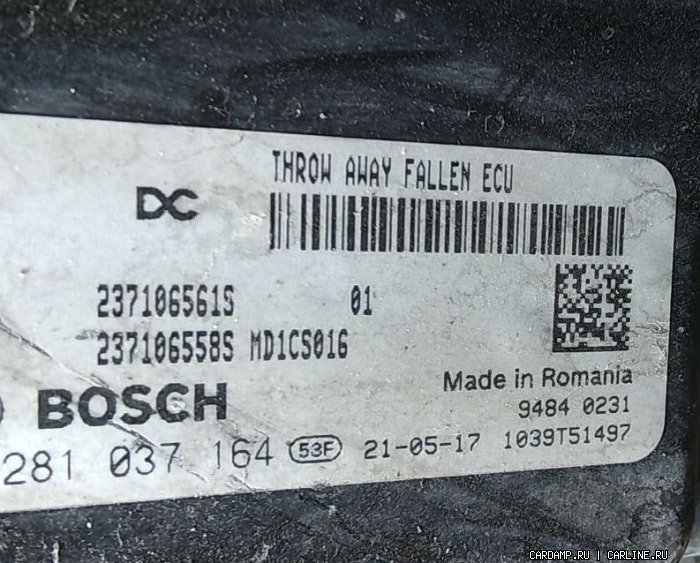 THROW AWAY FALLEN ECU
DC
237106561S 01
237106558S MD1CS016
Made in Romania
BOSCH
9484 0231
281 037 164 53F 21-05-17 1039T51497
CARDAMP.RU | CARLINE.RU